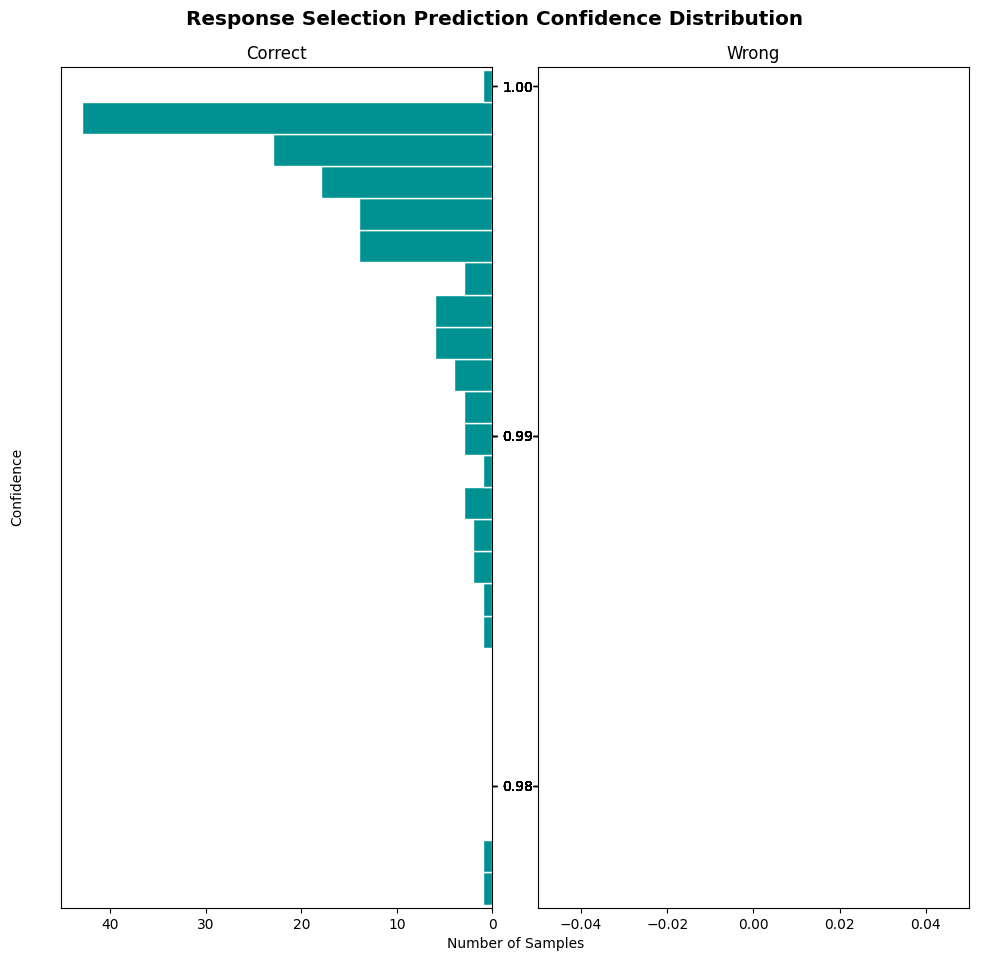 Response Selection Prediction Confidence Distribution
Correct
Wrong
1.00
0.99
0.98
Confidence
40 30 20 10 0
−0.04 −0.02 0.00 0.02 0.04
Number of Samples